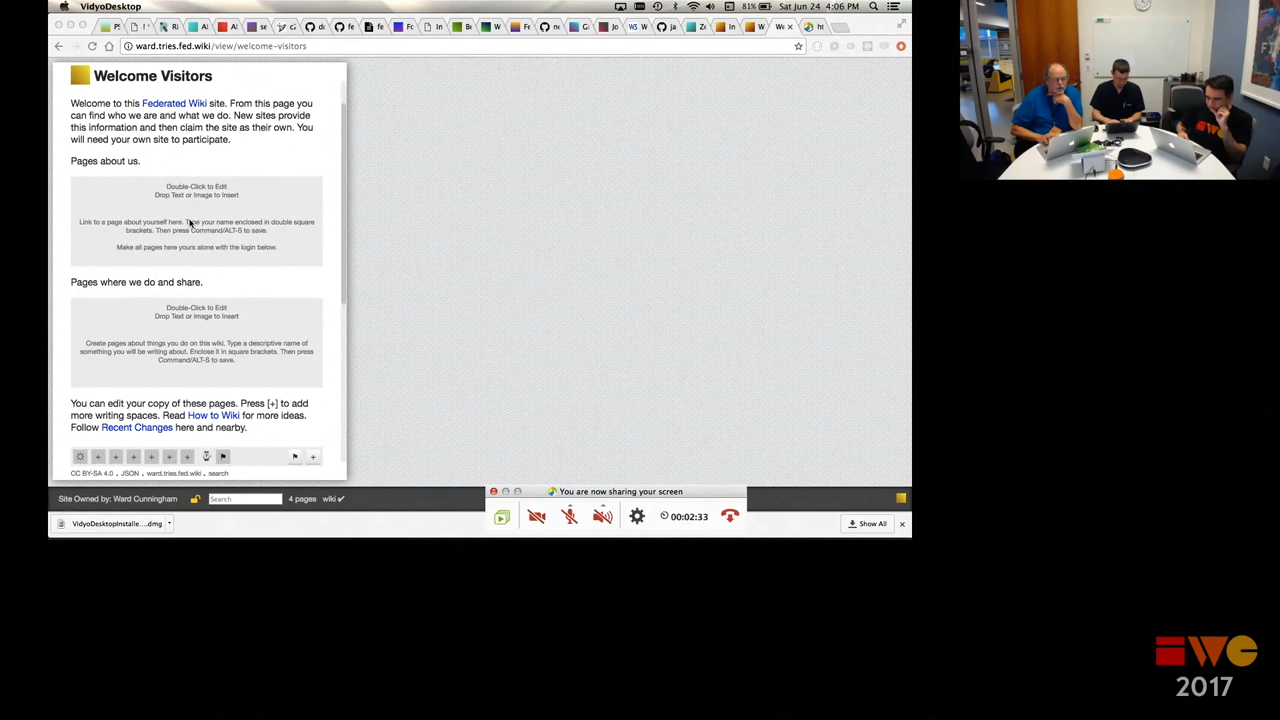 VidyoDesktop
81%
Sat Jun 24 4:06 PM
ward.tries.fed.wiki/view/welcome-visitors
Welcome Visitors
Welcome to this Federated Wiki site. From this page you
can find who we are and what we do. New sites provide
this information and then claim the site as their own. You
will need your own site to participate.
Pages about us.
Double-Click to Edit
Drop Text or Image to Insert
Link to a page about yourself here. Type your name enclosed in double square
brackets. Then press Command/ALT-S to save.
Make all pages here yours alone with the login below.
Pages where we do and share.
Double-Click to Edit
Drop Text or Image to Insert
Create pages about things you do on this wiki. Type a descriptive name of
something you will be writing about. Enclose it in square brackets. Then press
Command/ALT-S to save.
You can edit your copy of these pages. Press [+] to add
more writing spaces. Read How to Wiki for more ideas.
Follow Recent Changes here and nearby.
CC BY-SA 4.0 . JSON . ward.tries.fed.wiki . search
Site Owned by: Ward Cunningham
Search
4 pages
wiki ✔
You are now sharing your screen
00:02:33
VidyoDesktopInstalle....dmg
Show All
IWC
2017